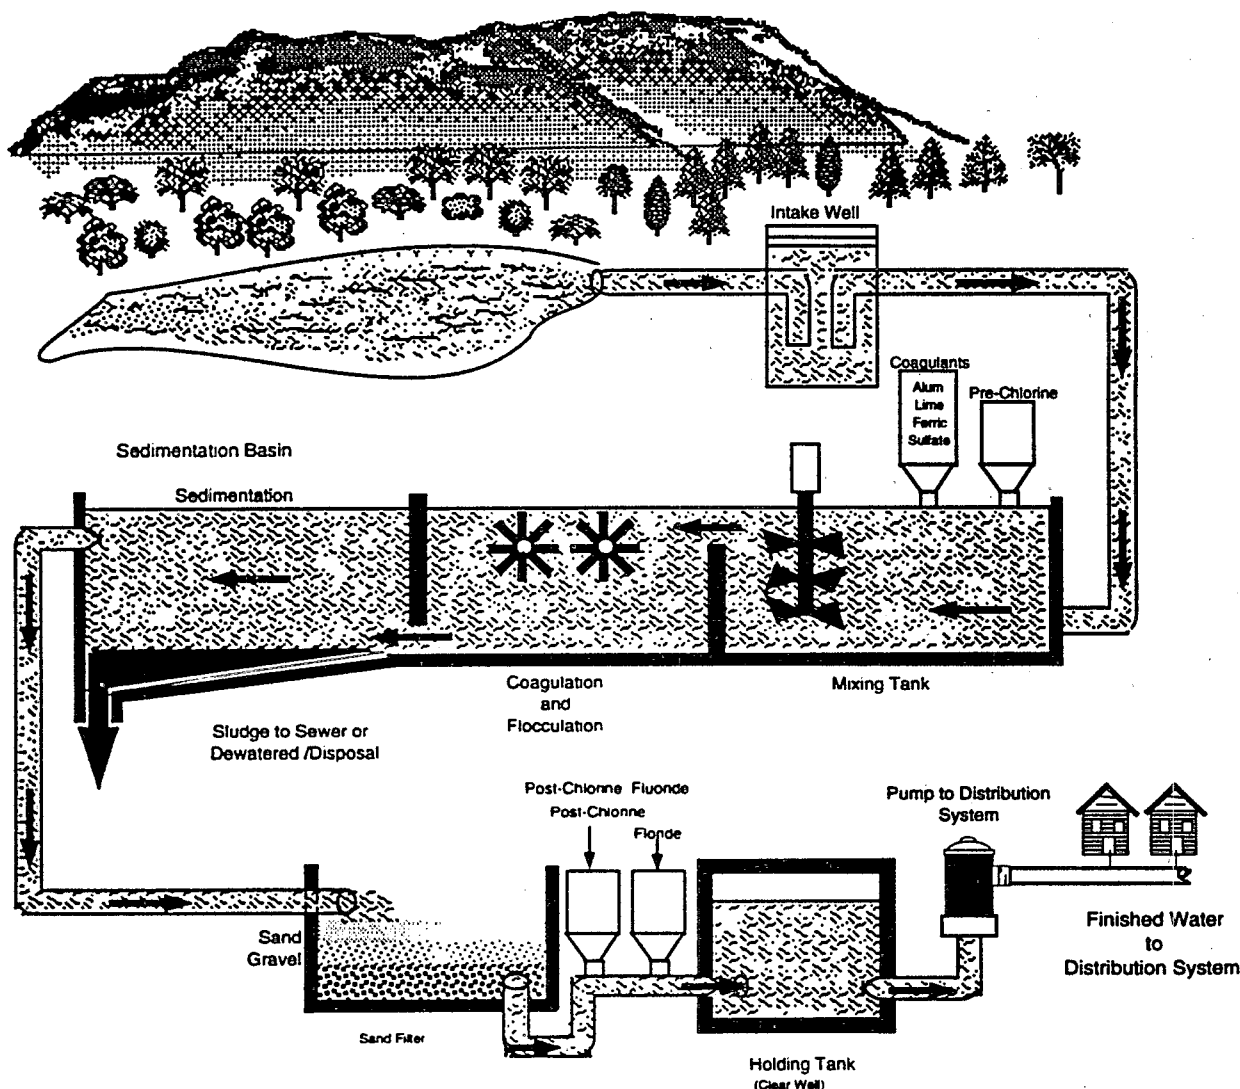 Intake Well
Coagulants
Alum
Lime
Ferric
Sulfate
Pre-Chlorine
Sedimentation Basin
Sedimentation
Coagulation
and
Flocculation
Mixing Tank
Sludge to Sewer or
Dewatered /Disposal
Post-Chlonne Fluonde
Post-Chlonne
Flonde
Pump to Distribution
System
Sand
Gravel
Finished Water
to
Distribution System
Sand Filter
Holding Tank
(Clear Well)